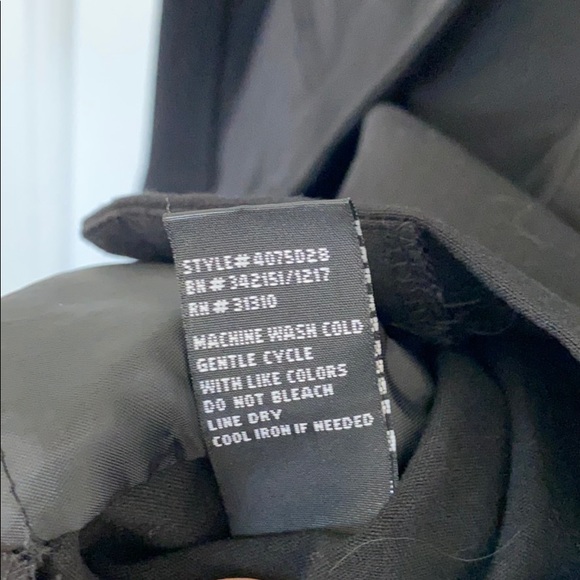 STYLE# 4075D28
BN# 342151/1217
RN# 31310
MACHINE WASH COLD
GENTLE CYCLE
WITH LIKE COLORS
DO NOT BLEACH
LINE DRY
COOL IRON IF NEEDED